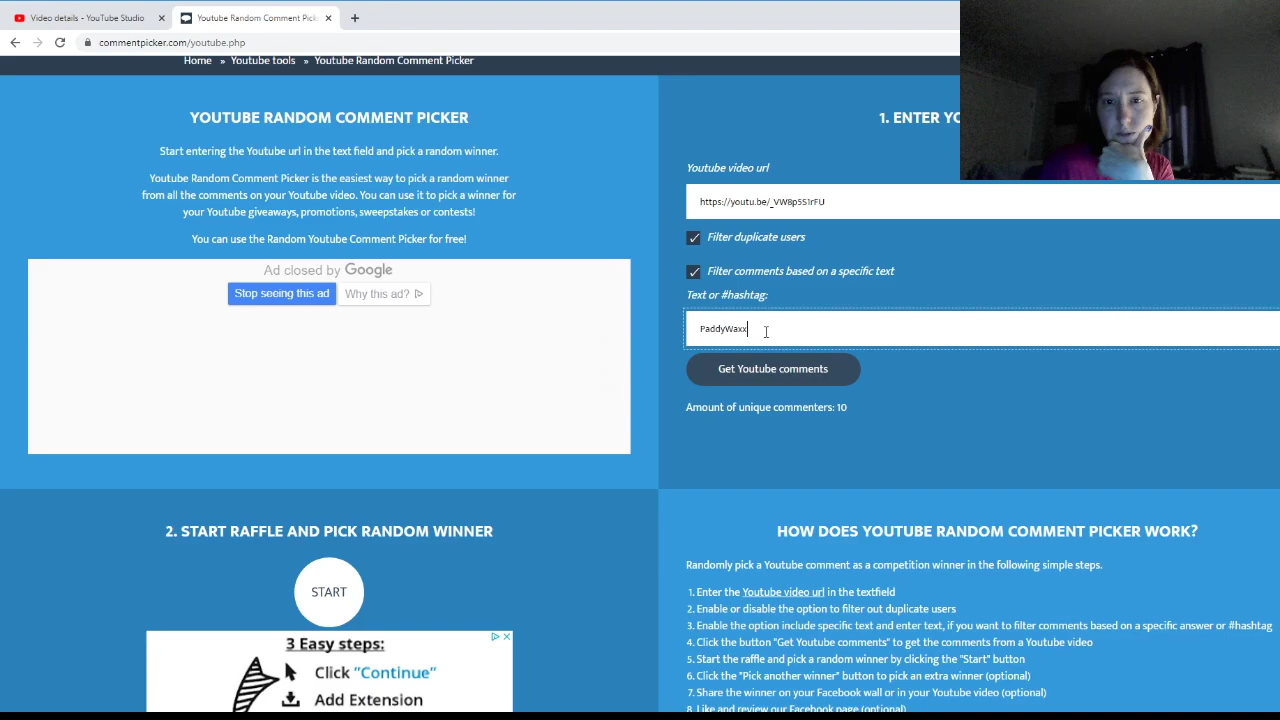 Video details - YouTube Studio
Youtube Random Comment Pick
commentpicker.com/youtube.php
Home » Youtube tools » Youtube Random Comment Picker
YOUTUBE RANDOM COMMENT PICKER
Start entering the Youtube url in the text field and pick a random winner.
Youtube Random Comment Picker is the easiest way to pick a random winner
from all the comments on your Youtube video. You can use it to pick a winner for
your Youtube giveaways, promotions, sweepstakes or contests!
You can use the Random Youtube Comment Picker for free!
Ad closed by Google
Stop seeing this ad
Why this ad?
1. ENTER YO
Youtube video url
https://youtu.be/_VW8p5S1rFU
Filter duplicate users
Filter comments based on a specific text
Text or #hashtag:
PaddyWaxx
Get Youtube comments
Amount of unique commenters: 10
2. START RAFFLE AND PICK RANDOM WINNER
START
3 Easy steps:
Click "Continue"
Add Extension
HOW DOES YOUTUBE RANDOM COMMENT PICKER WORK?
Randomly pick a Youtube comment as a competition winner in the following simple steps.
1. Enter the Youtube video url in the textfield
2. Enable or disable the option to filter out duplicate users
3. Enable the option include specific text and enter text, if you want to filter comments based on a specific answer or #hashtag
4. Click the button "Get Youtube comments" to get the comments from a Youtube video
5. Start the raffle and pick a random winner by clicking the "Start" button
6. Click the "Pick another winner" button to pick an extra winner (optional)
7. Share the winner on your Facebook wall or in your Youtube video (optional)
8. Like and review our Facebook page (optional)